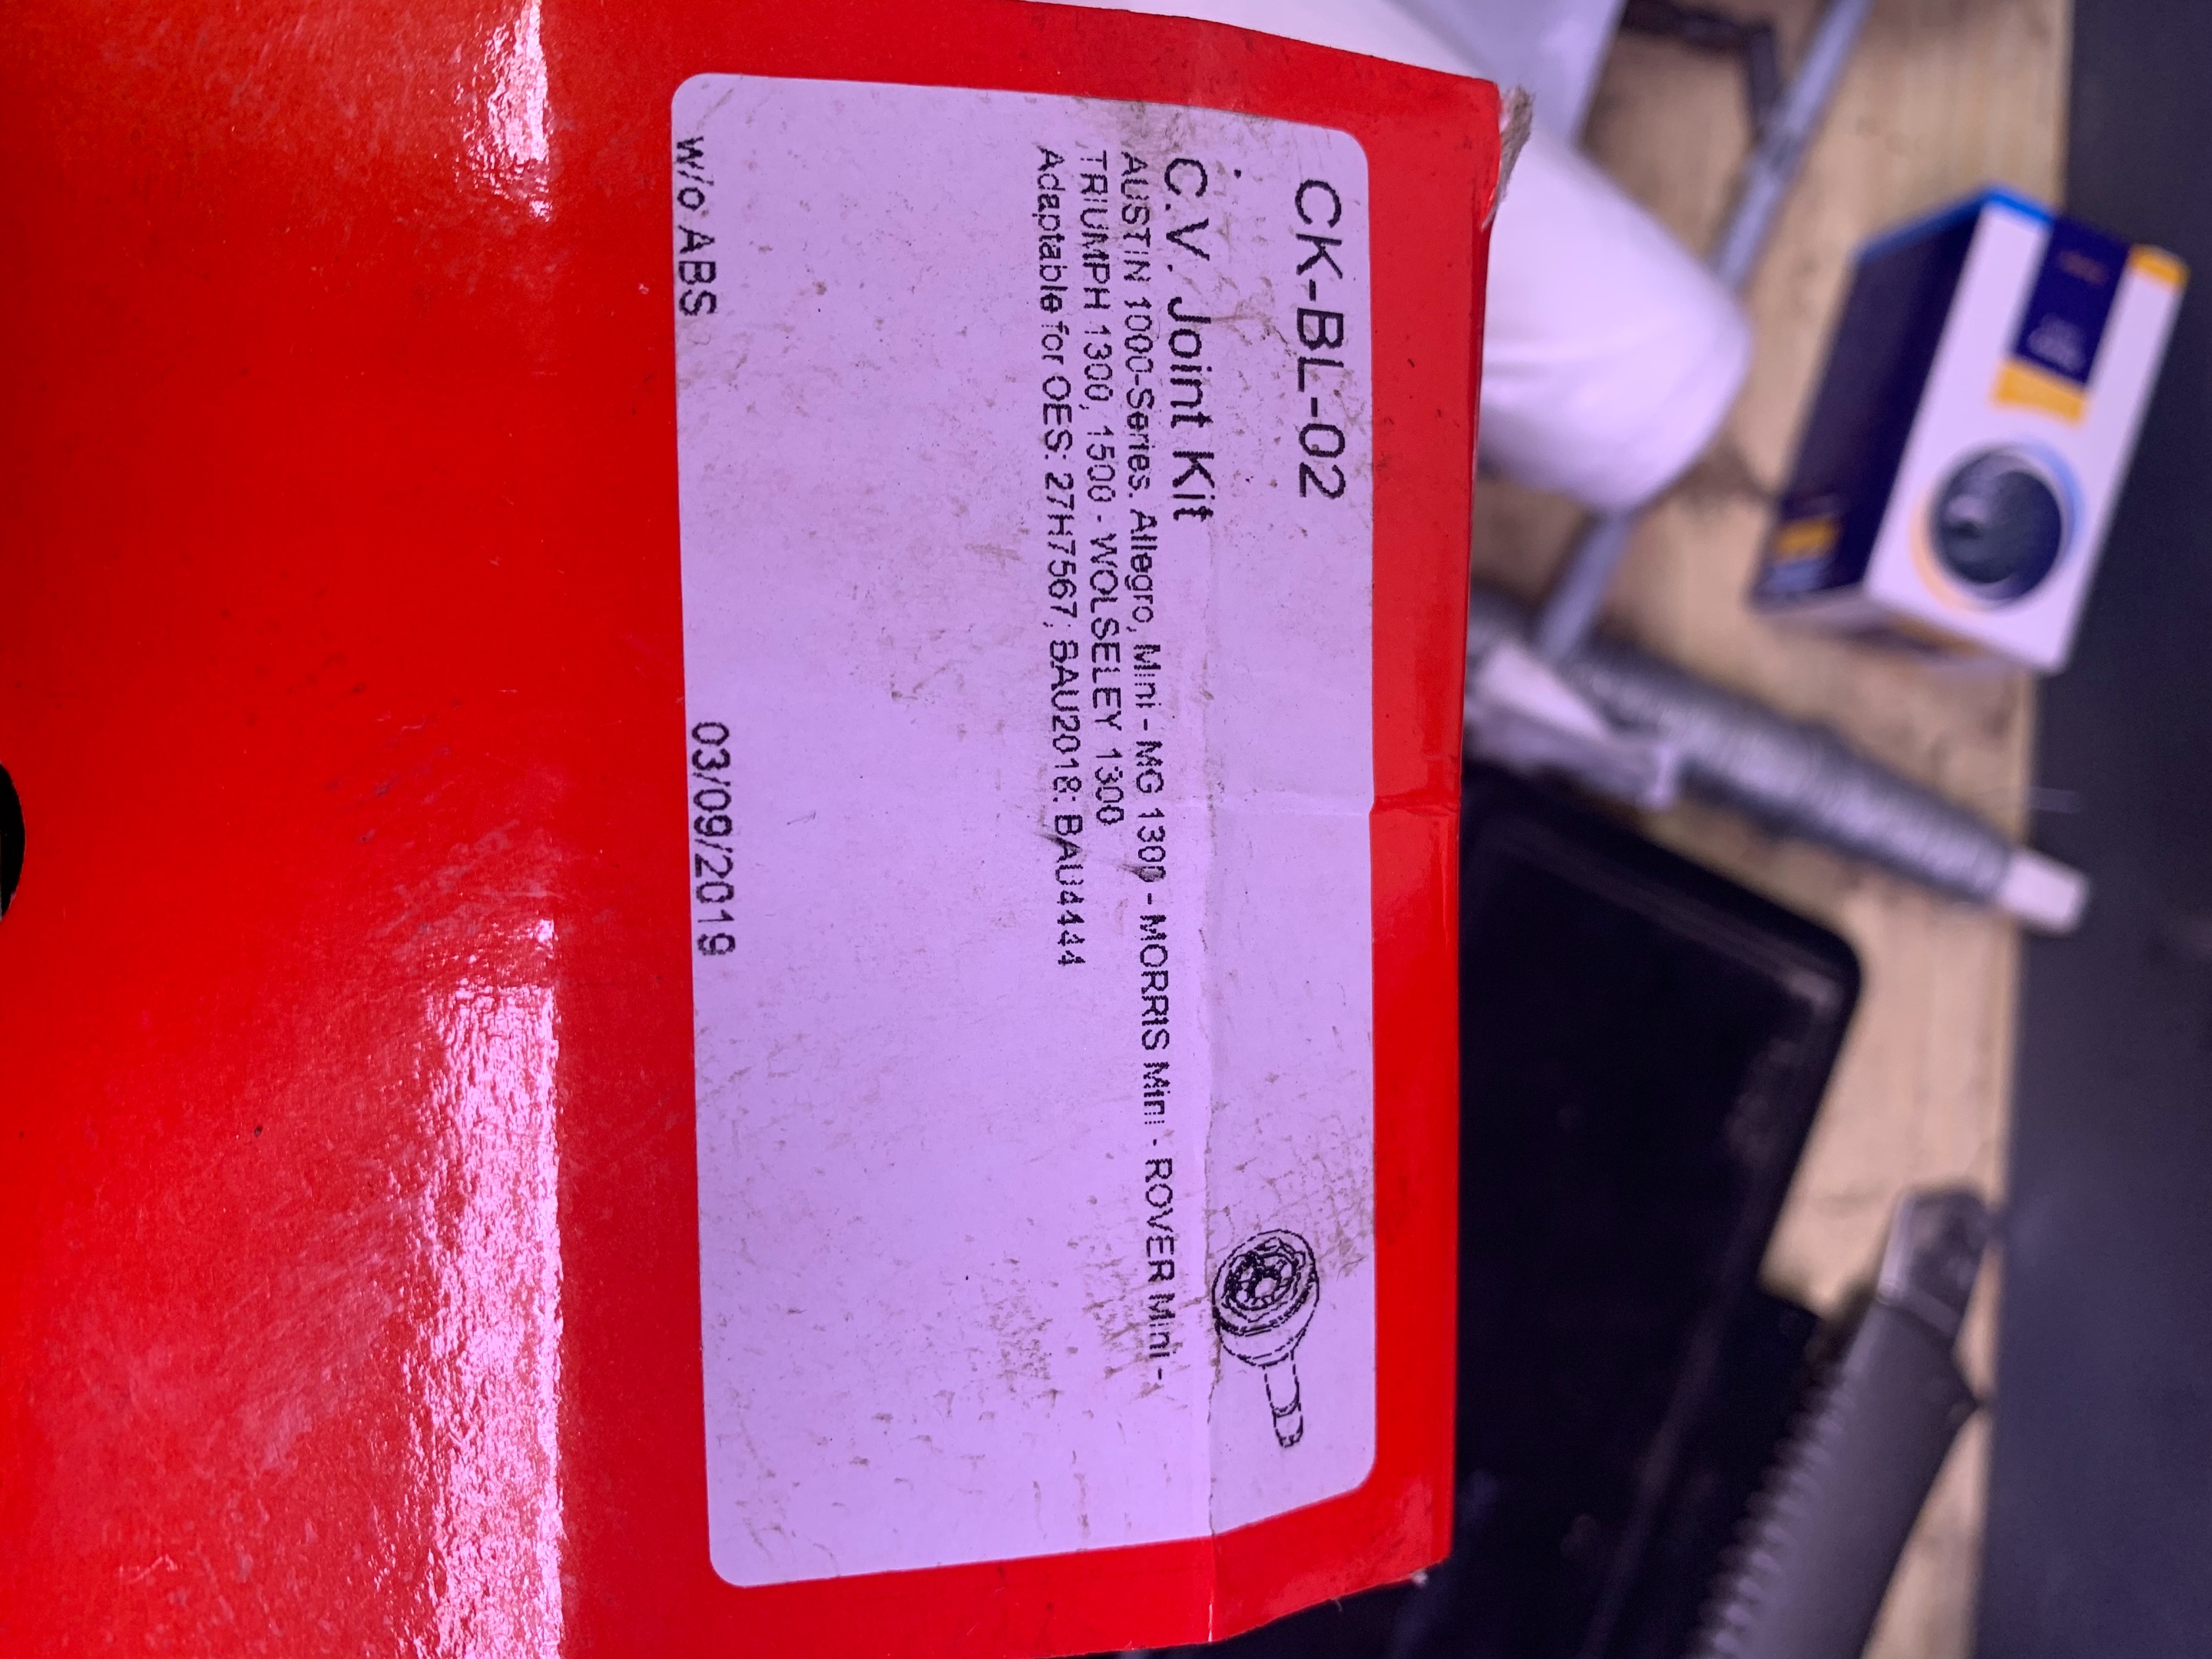 CK-BL-02
C.V. Joint Kit
AUSTIN 1000-Series. Allegro, Mini - MG 1300 - MORRIS Mini - ROVER Mini -
TRIUMPH 1300, 1500 - WOLSELEY 1300
Adaptable for OES: 27H7567; BAU2018: BAU4444
w/o ABS 03/09/2019